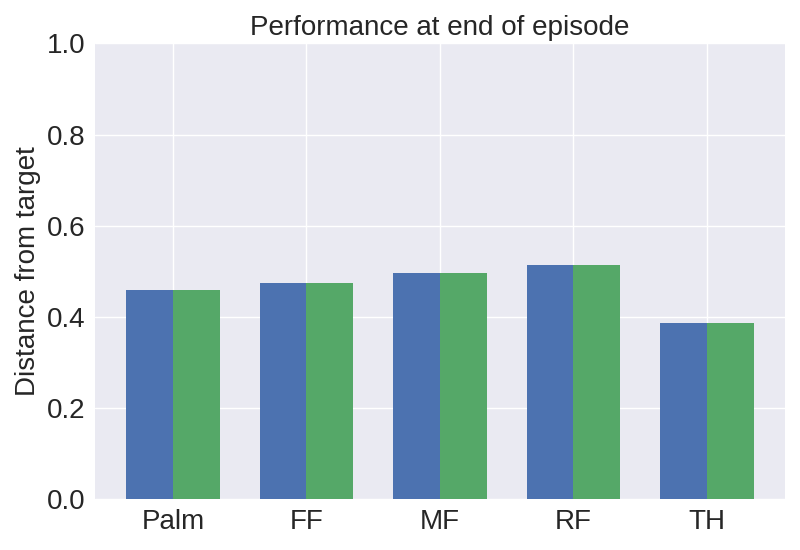 Performance at end of episode
Distance from target
1.0
0.8
0.6
0.4
0.2
0.0
Palm FF MF RF TH